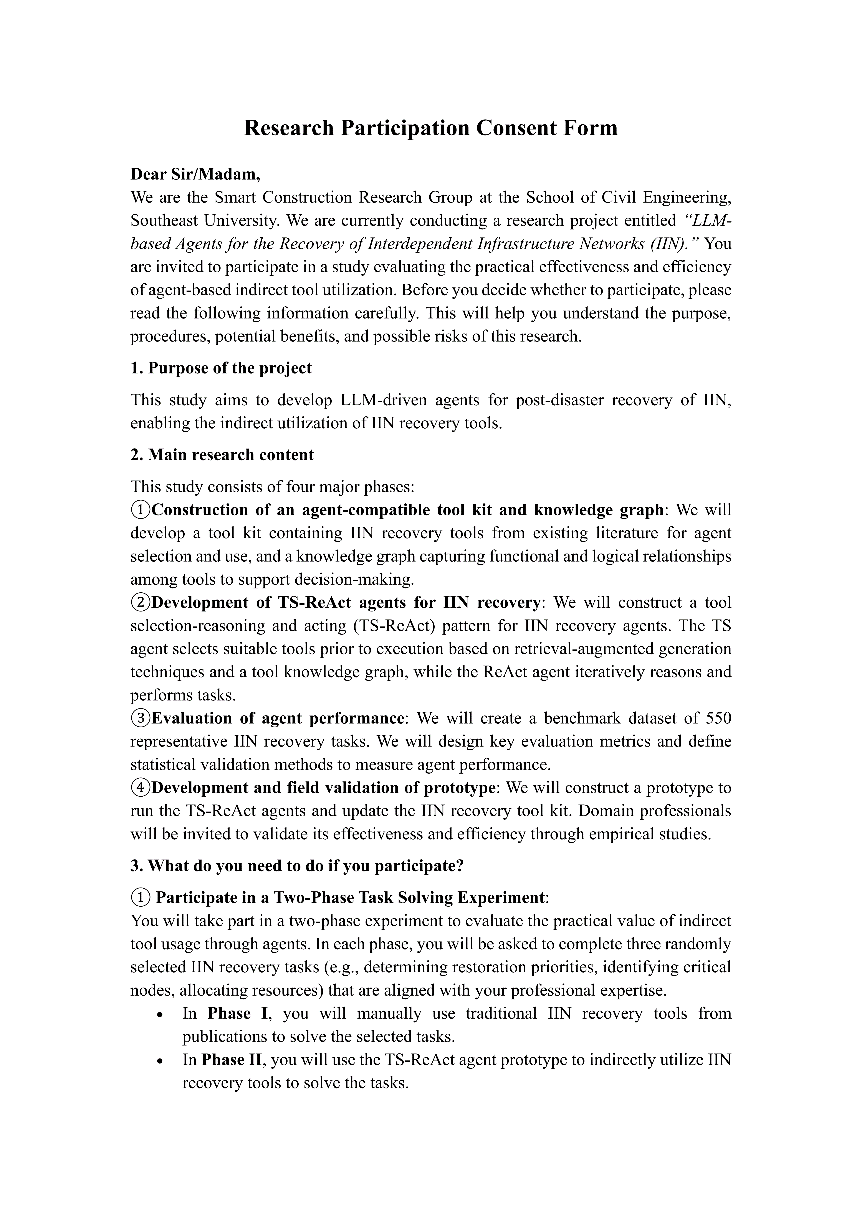 Research Participation Consent Form
Dear Sir/Madam,
We are the Smart Construction Research Group at the School of Civil Engineering,
Southeast University. We are currently conducting a research project entitled “LLM-
based Agents for the Recovery of Interdependent Infrastructure Networks (IIN).” You
are invited to participate in a study evaluating the practical effectiveness and efficiency
of agent-based indirect tool utilization. Before you decide whether to participate, please
read the following information carefully. This will help you understand the purpose,
procedures, potential benefits, and possible risks of this research.
1. Purpose of the project
This study aims to develop LLM-driven agents for post-disaster recovery of IIN,
enabling the indirect utilization of IIN recovery tools.
2. Main research content
This study consists of four major phases:
①Construction of an agent-compatible tool kit and knowledge graph: We will
develop a tool kit containing IIN recovery tools from existing literature for agent
selection and use, and a knowledge graph capturing functional and logical relationships
among tools to support decision-making.
②Development of TS-ReAct agents for IIN recovery: We will construct a tool
selection-reasoning and acting (TS-ReAct) pattern for IIN recovery agents. The TS
agent selects suitable tools prior to execution based on retrieval-augmented generation
techniques and a tool knowledge graph, while the ReAct agent iteratively reasons and
performs tasks.
③Evaluation of agent performance: We will create a benchmark dataset of 550
representative IIN recovery tasks. We will design key evaluation metrics and define
statistical validation methods to measure agent performance.
④Development and field validation of prototype: We will construct a prototype to
run the TS-ReAct agents and update the IIN recovery tool kit. Domain professionals
will be invited to validate its effectiveness and efficiency through empirical studies.
3. What do you need to do if you participate?
① Participate in a Two-Phase Task Solving Experiment:
You will take part in a two-phase experiment to evaluate the practical value of indirect
tool usage through agents. In each phase, you will be asked to complete three randomly
selected IIN recovery tasks (e.g., determining restoration priorities, identifying critical
nodes, allocating resources) that are aligned with your professional expertise.
• In Phase I, you will manually use traditional IIN recovery tools from
publications to solve the selected tasks.
• In Phase II, you will use the TS-ReAct agent prototype to indirectly utilize IIN
recovery tools to solve the tasks.